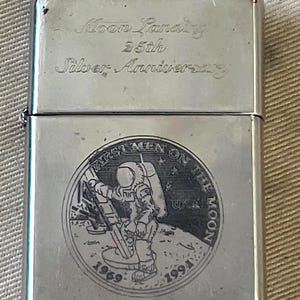 Moon Landing
25th
Silver Anniversary
FIRST MEN ON THE MOON
1969 1994